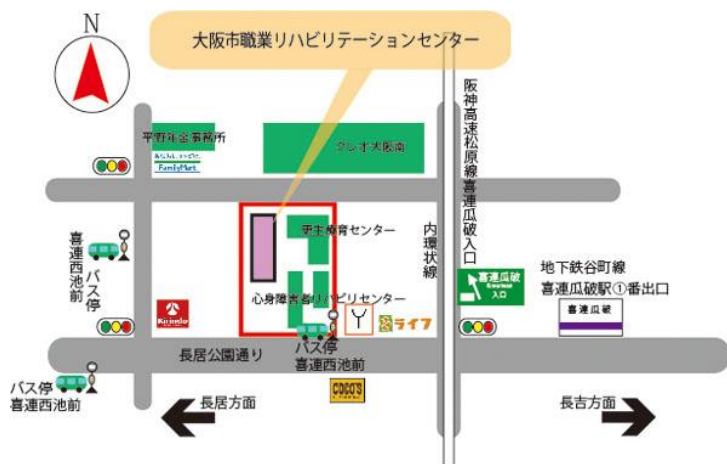 N
大阪市職業リハビリテーションセンター
平野年金事務所
FamilyMart
クレオ大阪南
阪神高速松原線喜連瓜破入口
内環状線
更生療育センター
心身障害者リハビリセンター
喜連西池前
バス停
Kirindo
ライフ
喜連瓜破
入口
地下鉄谷町線
喜連瓜破駅①番出口
喜連瓜破
長居公園通り
バス停
喜連西池前
バス停
喜連西池前
COCO'S
長居方面
長吉方面